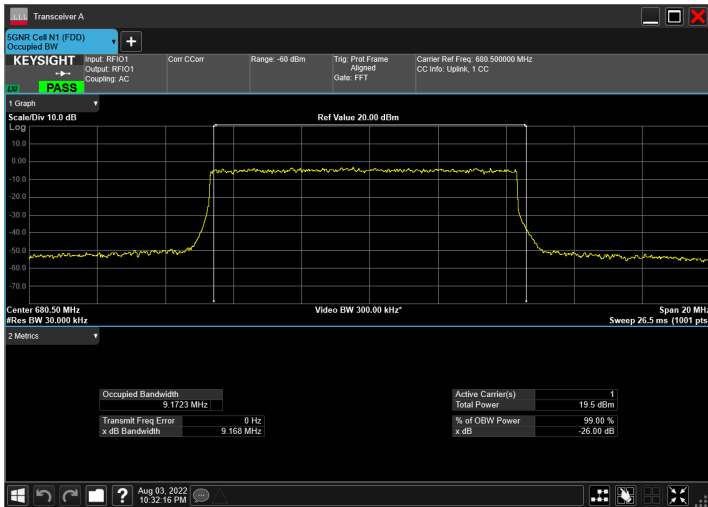 Transceiver A
5GNR Cell N1 (FDD)
Occupied BW
+
KEYSIGHT
PASS
Input: RFIO1
Output: RFIO1
Coupling: AC
Corr CCorr
Range: -60 dBm
Trig: Prot Frame
Aligned
Gate: FFT
Carrier Ref Freq: 680.500000 MHz
CC Info: Uplink, 1 CC
1 Graph
Scale/Div 10.0 dB
Ref Value 20.00 dBm
Log
10.0
0.00
-10.0
-20.0
-30.0
-40.0
-50.0
-60.0
-70.0
Center 680.50 MHz
Video BW 300.00 kHz*
Span 20 MHz
#Res BW 30.000 kHz
Sweep 26.5 ms (1001 pts
2 Metrics
Occupied Bandwidth
9.1723 MHz
Transmit Freq Error 0 Hz
x dB Bandwidth 9.168 MHz
Active Carrier(s) 1
Total Power 19.5 dBm
% of OBW Power 99.00 %
x dB -26.00 dB
?
Aug 03, 2022
10:32:16 PM